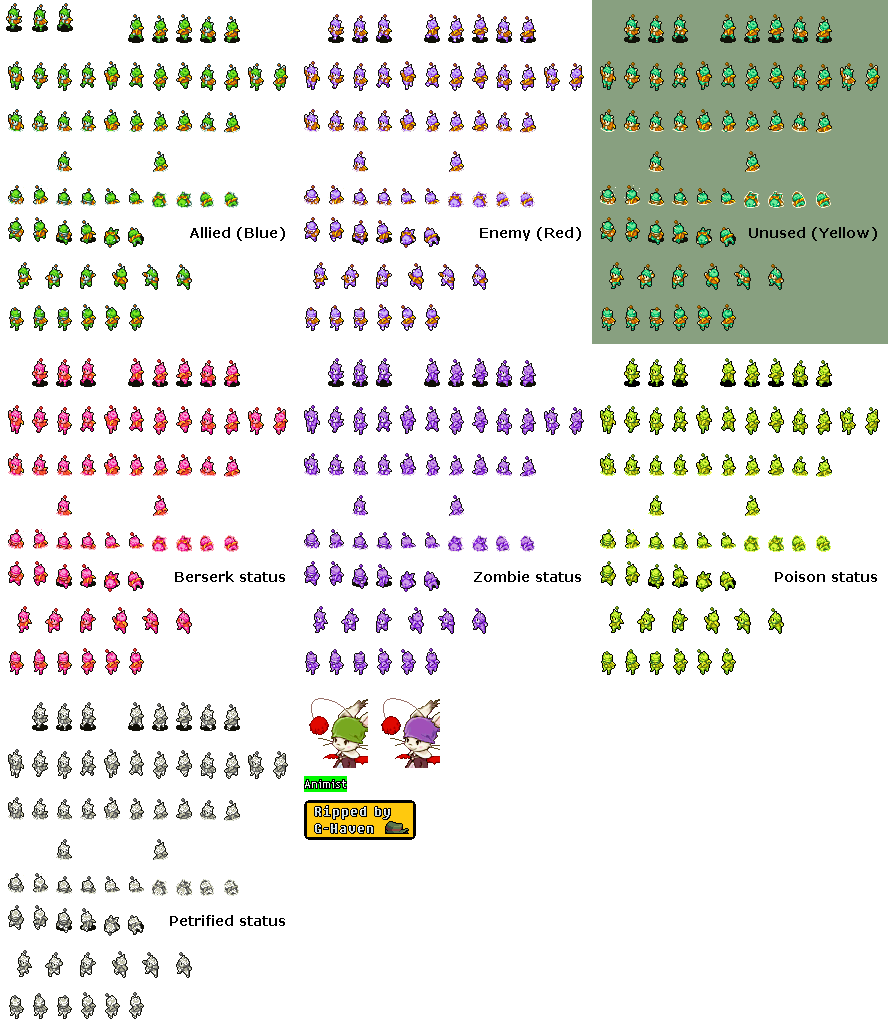 Allied (Blue)
Enemy (Red)
Unused (Yellow)
Berserk status
Zombie status
Poison status
Petrified status
Animist
Ripped by
G-Haven